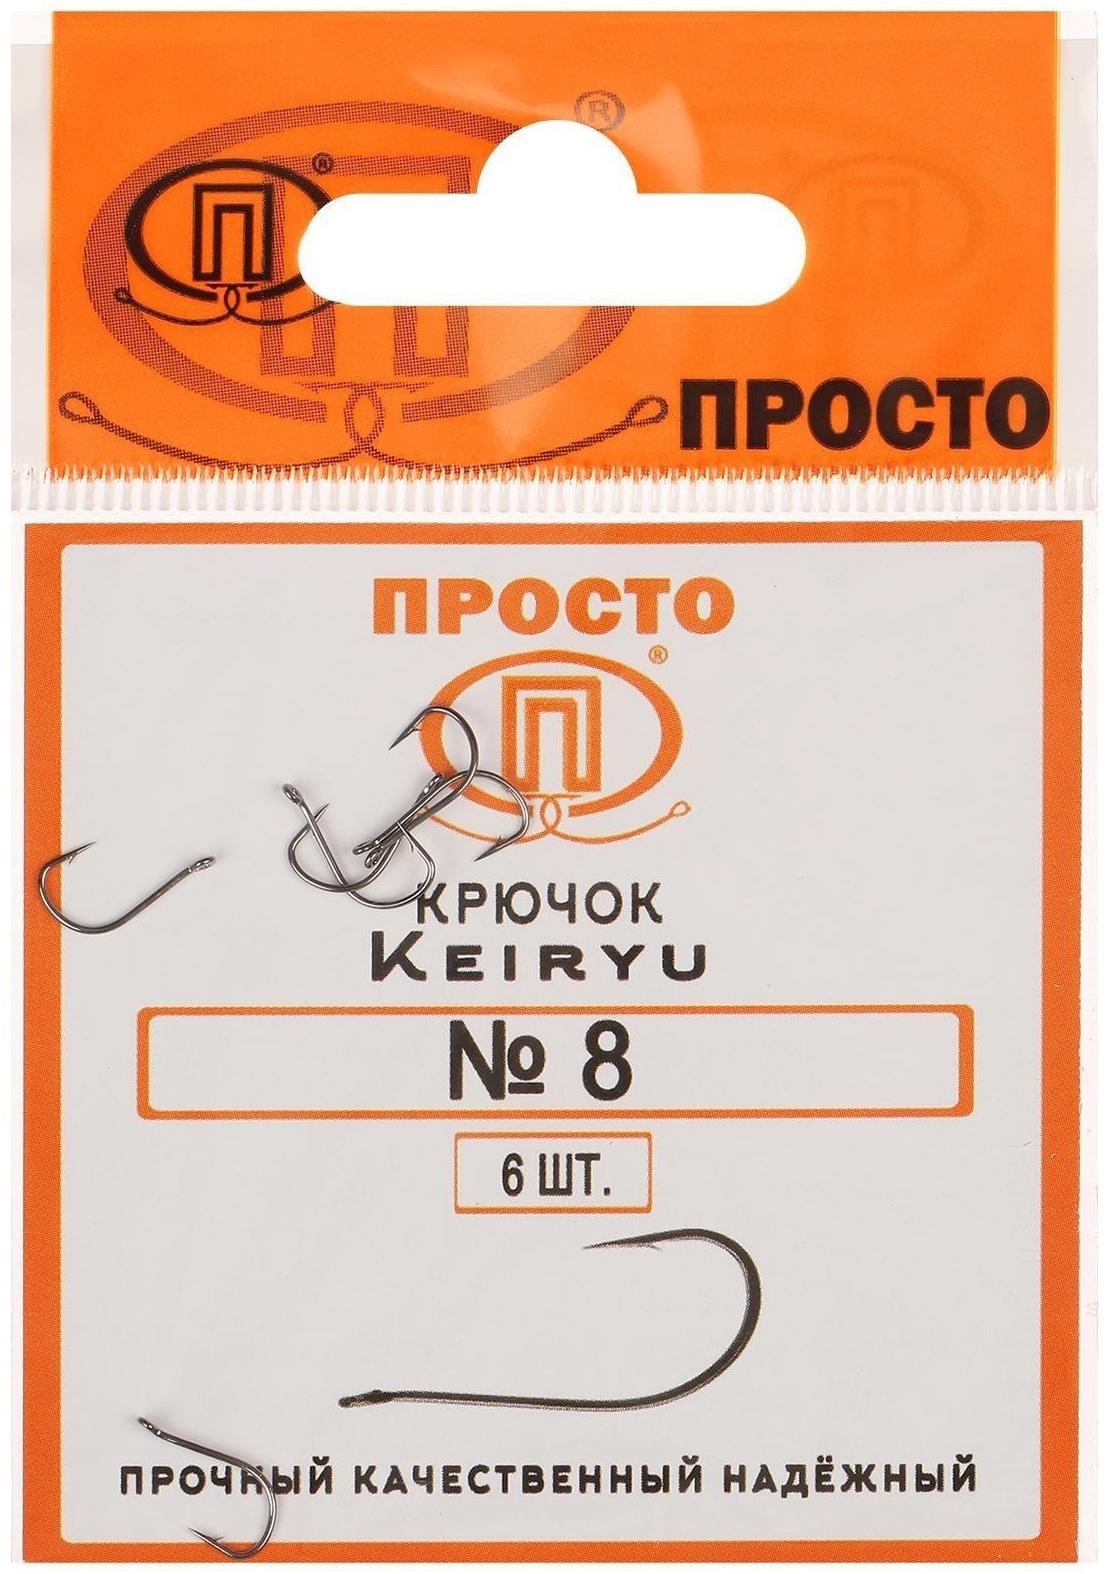 П ®
П ®
ПРОСТО
ПРОСТО
П ®
КРЮЧОК
KEIRYU
№ 8
6 ШТ.
ПРОЧНЫЙ КАЧЕСТВЕННЫЙ НАДЁЖНЫЙ